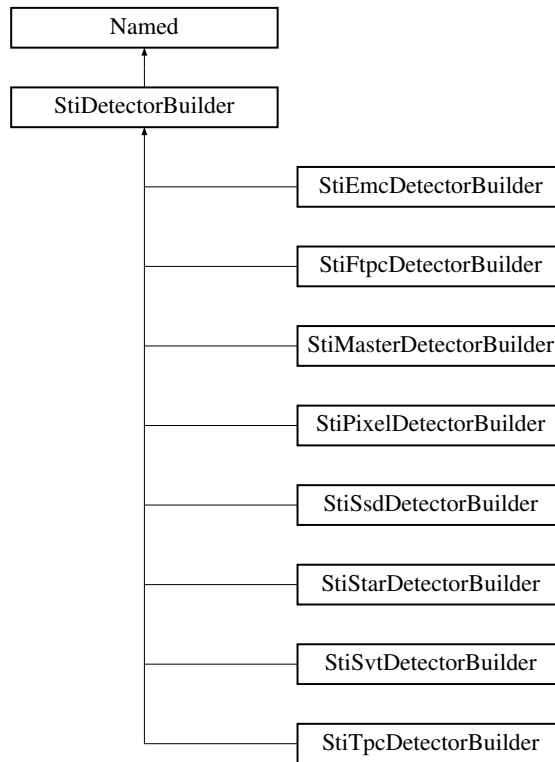 Named
StiDetectorBuilder
StiEmcDetectorBuilder
StiFtpcDetectorBuilder
StiMasterDetectorBuilder
StiPixelDetectorBuilder
StiSsdDetectorBuilder
StiStarDetectorBuilder
StiSvtDetectorBuilder
StiTpcDetectorBuilder